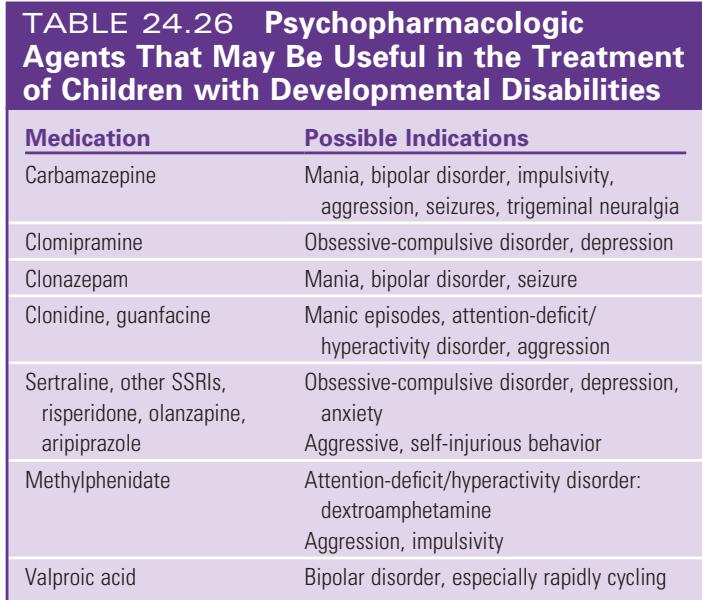 TABLE 24.26 Psychopharmacologic
Agents That May Be Useful in the Treatment
of Children with Developmental Disabilities
Medication Possible Indications
Carbamazepine Mania, bipolar disorder, impulsivity,
aggression, seizures, trigeminal neuralgia
Clomipramine Obsessive-compulsive disorder, depression
Clonazepam Mania, bipolar disorder, seizure
Clonidine, guanfacine Manic episodes, attention-deficit/
hyperactivity disorder, aggression
Sertraline, other SSRIs, Obsessive-compulsive disorder, depression,
risperidone, olanzapine, anxiety
aripiprazole Aggressive, self-injurious behavior
Methylphenidate Attention-deficit/hyperactivity disorder:
dextroamphetamine
Aggression, impulsivity
Valproic acid Bipolar disorder, especially rapidly cycling